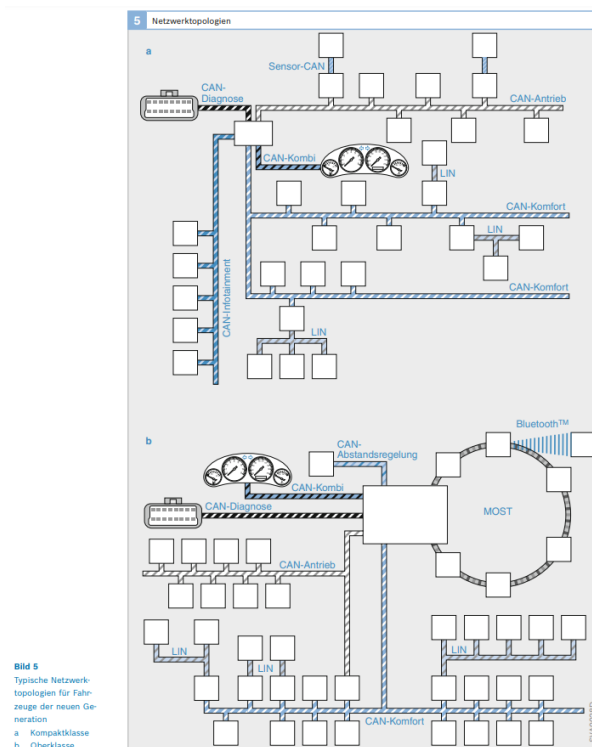 5 Netzwerktopologien
a
Sensor-CAN
CAN-
Diagnose
CAN-Antrieb
CAN-Kombi
LIN
CAN-Komfort
LIN
CAN-Infotainment
CAN-Komfort
LIN
b
Bluetooth™
CAN-
Abstandsregelung
CAN-Kombi
CAN-Diagnose
MOST
CAN-Antrieb
LIN
LIN
LIN
CAN-Komfort
Bild 5
Typische Netzwerk-
topologien für Fahr-
zeuge der neuen Ge-
neration
a Kompaktklasse
b Oberklasse